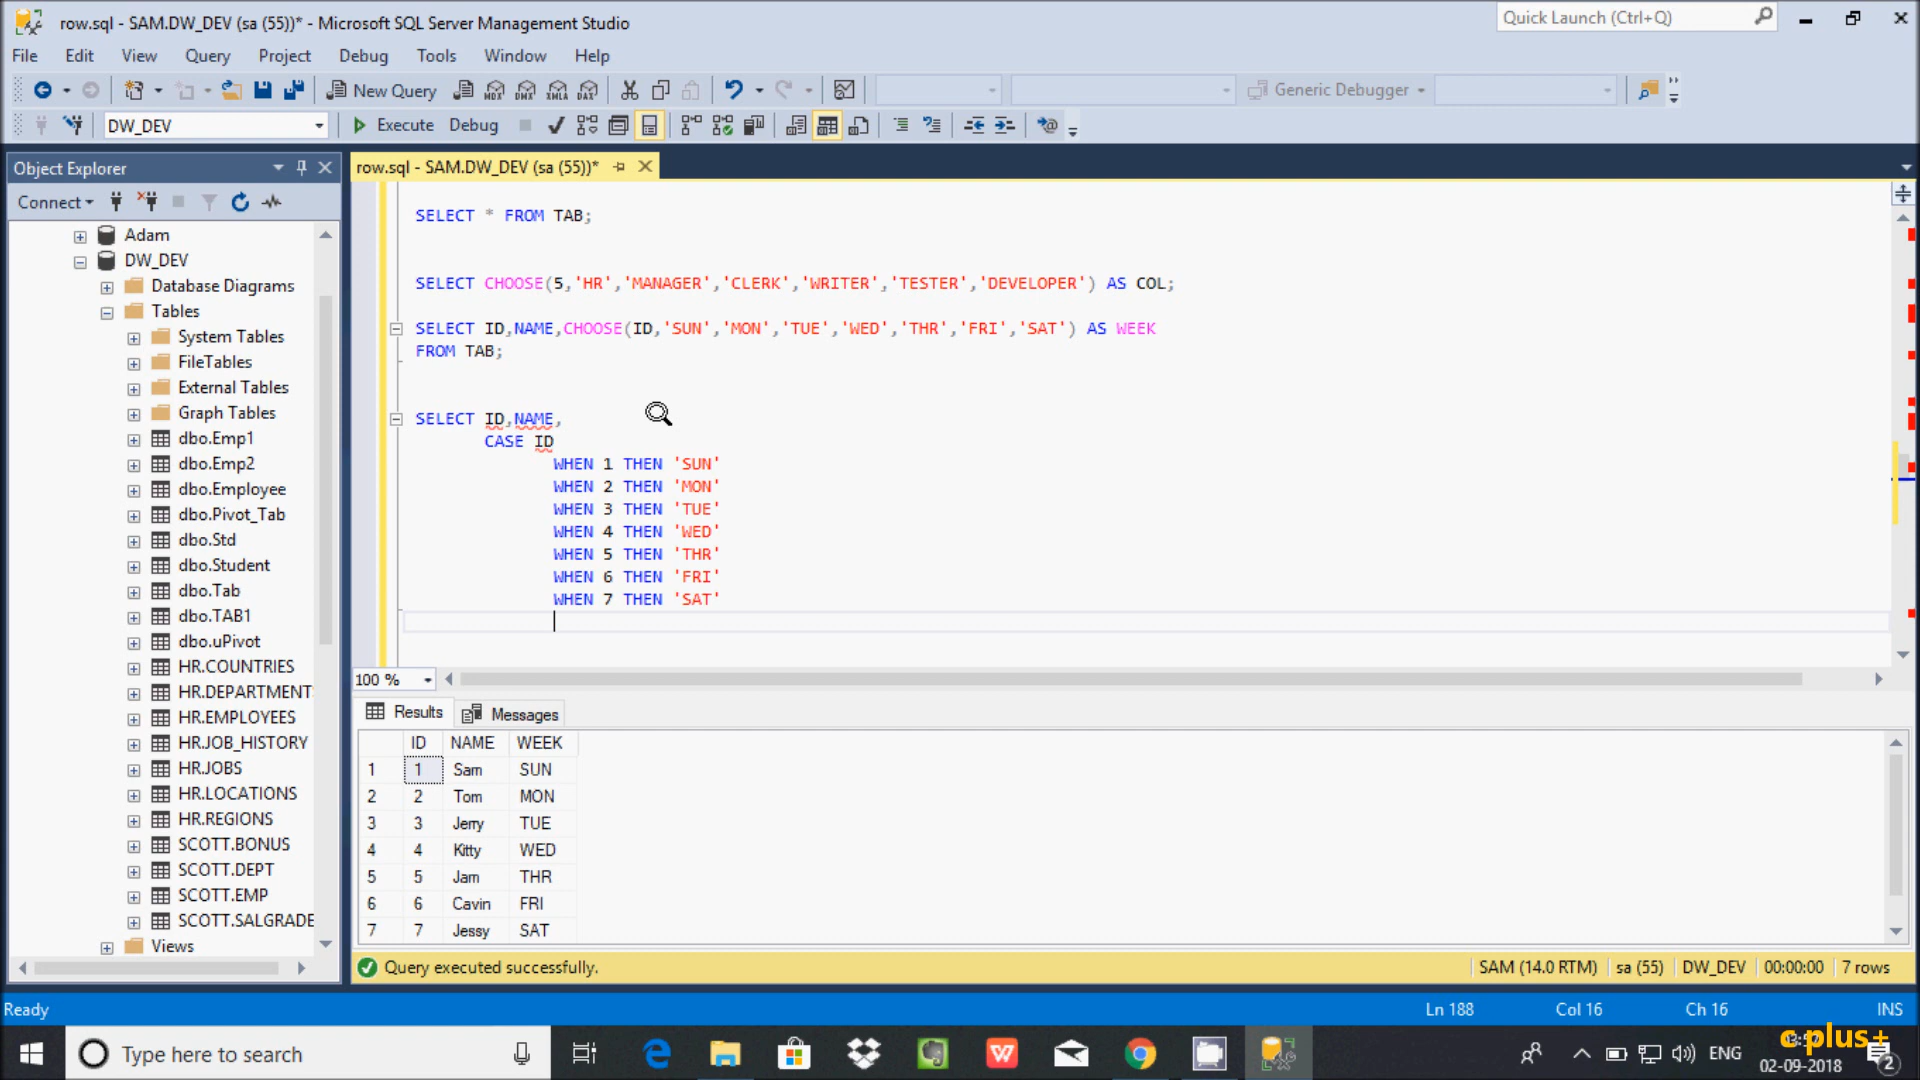 row.sql - SAM.DW_DEV (sa (55))* - Microsoft SQL Server Management Studio
Quick Launch (Ctrl+Q)
File Edit View Query Project Debug Tools Window Help
New Query
MDX DMX XMLA DAX
Generic Debugger
DW_DEV
Execute Debug
Object Explorer
row.sql - SAM.DW_DEV (sa (55))*
Connect
Adam
DW_DEV
Database Diagrams
Tables
System Tables
FileTables
External Tables
Graph Tables
dbo.Emp1
dbo.Emp2
dbo.Employee
dbo.Pivot_Tab
dbo.Std
dbo.Student
dbo.Tab
dbo.TAB1
dbo.uPivot
HR.COUNTRIES
HR.DEPARTMENT
HR.EMPLOYEES
HR.JOB_HISTORY
HR.JOBS
HR.LOCATIONS
HR.REGIONS
SCOTT.BONUS
SCOTT.DEPT
SCOTT.EMP
SCOTT.SALGRADE
Views
SELECT * FROM TAB;
SELECT CHOOSE(5,'HR','MANAGER','CLERK','WRITER','TESTER','DEVELOPER') AS COL;
SELECT ID,NAME,CHOOSE(ID,'SUN','MON','TUE','WED','THR','FRI','SAT') AS WEEK
FROM TAB;
SELECT ID,NAME,
CASE ID
WHEN 1 THEN 'SUN'
WHEN 2 THEN 'MON'
WHEN 3 THEN 'TUE'
WHEN 4 THEN 'WED'
WHEN 5 THEN 'THR'
WHEN 6 THEN 'FRI'
WHEN 7 THEN 'SAT'
100 %
Results Messages
ID NAME WEEK
1 1 Sam SUN
2 2 Tom MON
3 3 Jerry TUE
4 4 Kitty WED
5 5 Jam THR
6 6 Cavin FRI
7 7 Jessy SAT
Query executed successfully.
SAM (14.0 RTM) sa (55) DW_DEV 00:00:00 7 rows
Ready
Ln 188 Col 16 Ch 16 INS
Type here to search
ENG
c plus+
02-09-2018
2